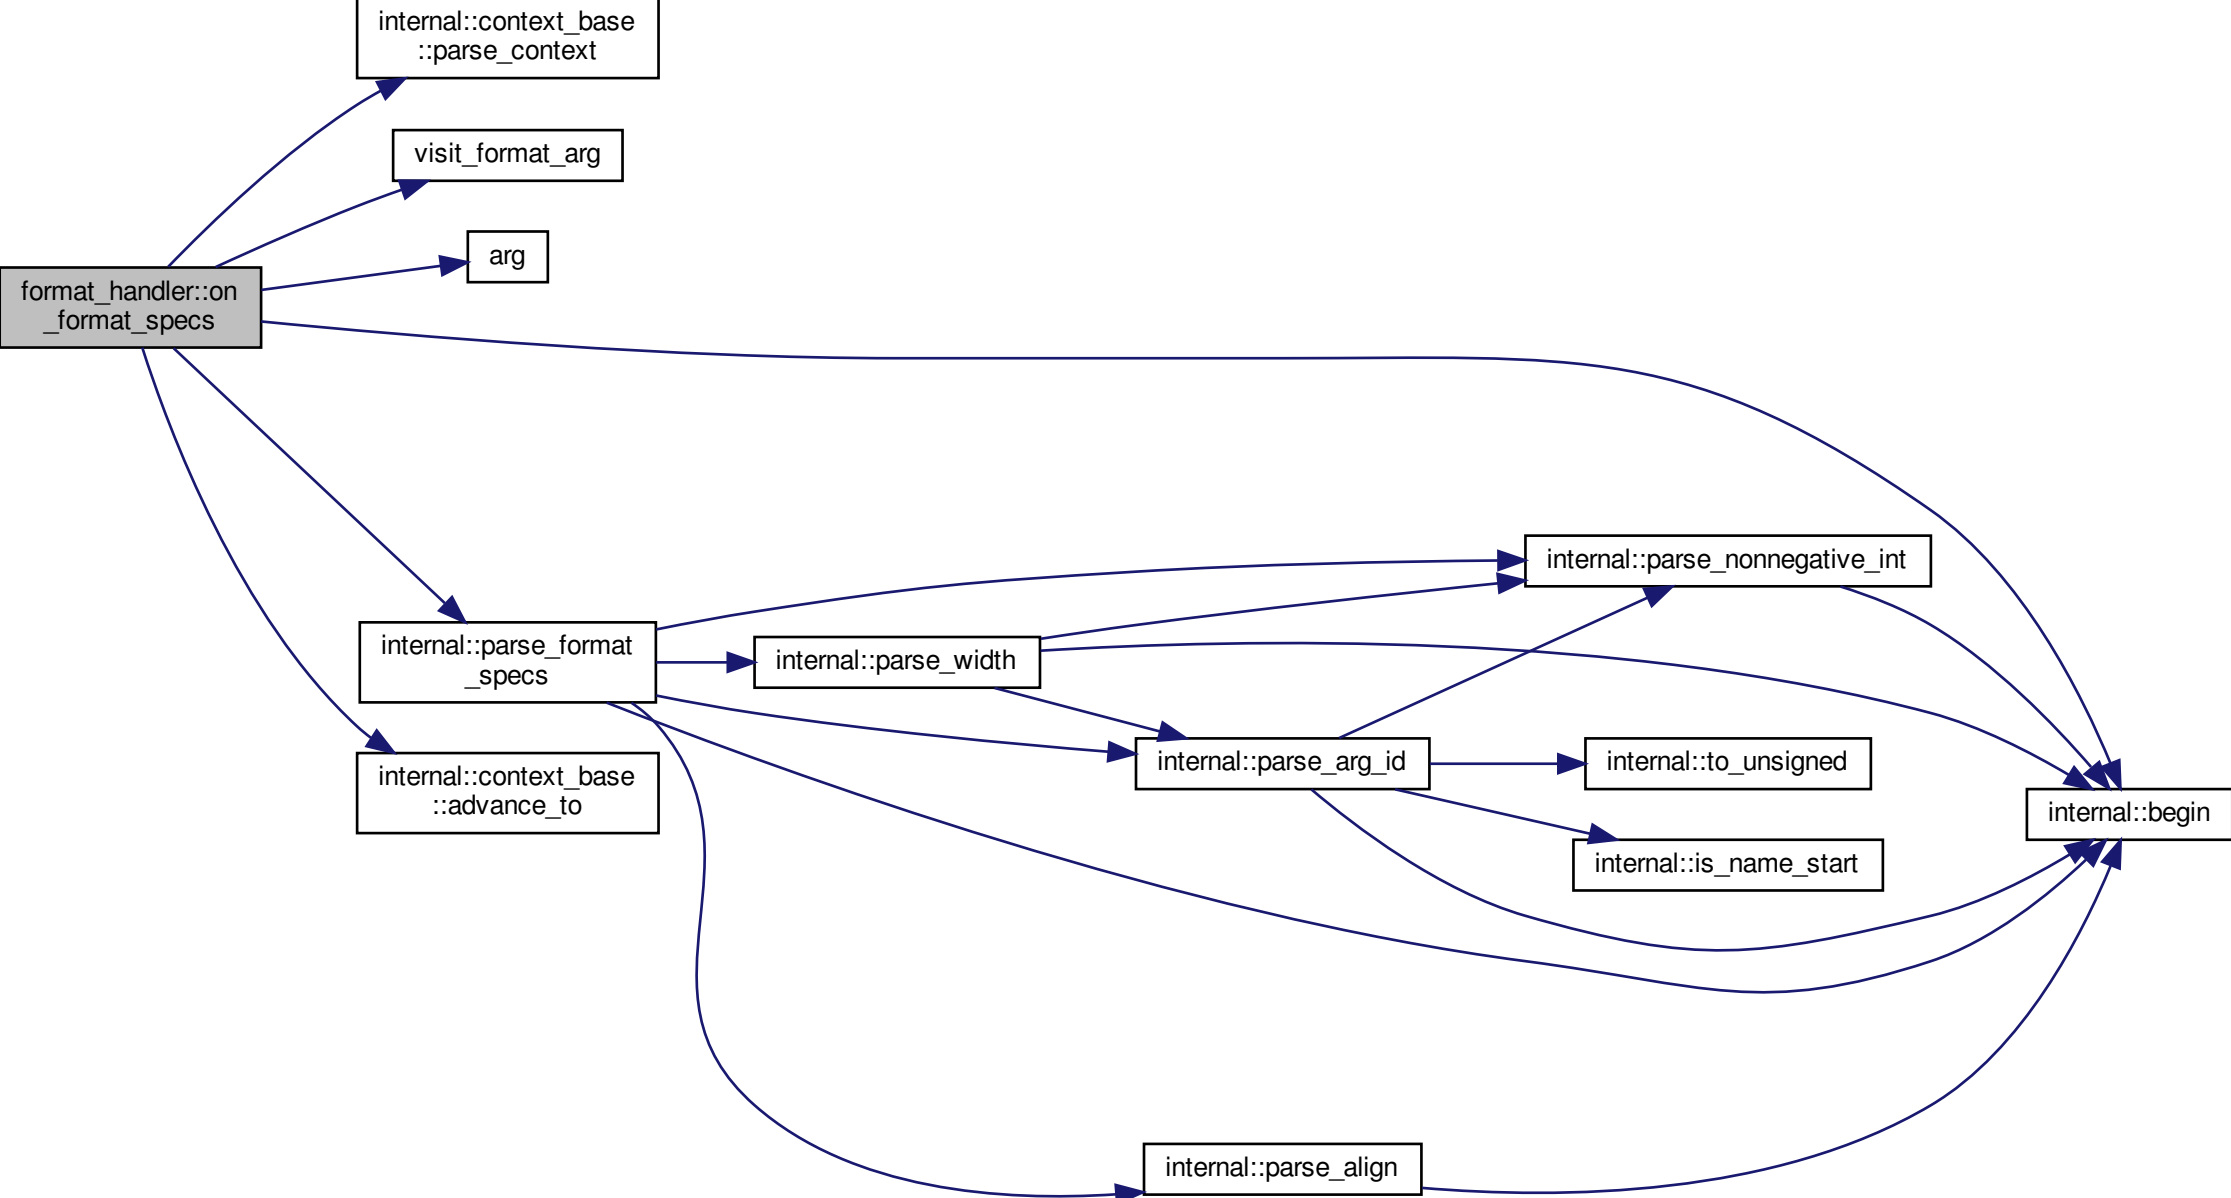 internal::context_base
::parse_context
visit_format_arg
arg
format_handler::on
_format_specs
internal::parse_nonnegative_int
internal::parse_format
_specs
internal::parse_width
internal::parse_arg_id
internal::to_unsigned
internal::context_base
::advance_to
internal::begin
internal::is_name_start
internal::parse_align